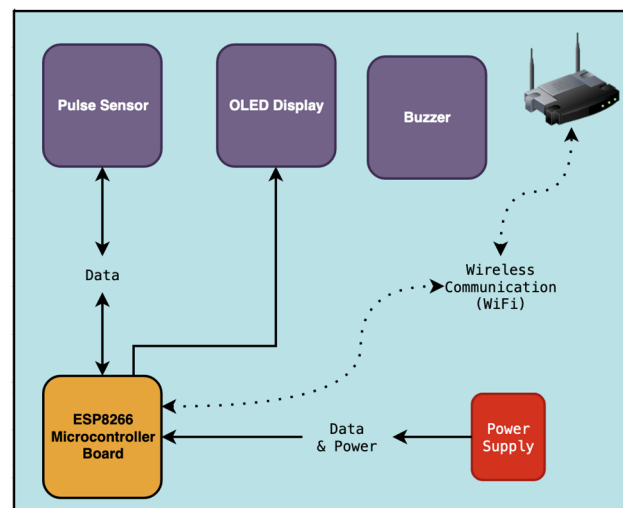 Pulse Sensor
OLED Display
Buzzer
Data
Wireless
Communication
(WiFi)
ESP8266
Microcontroller
Board
Data
& Power
Power
Supply